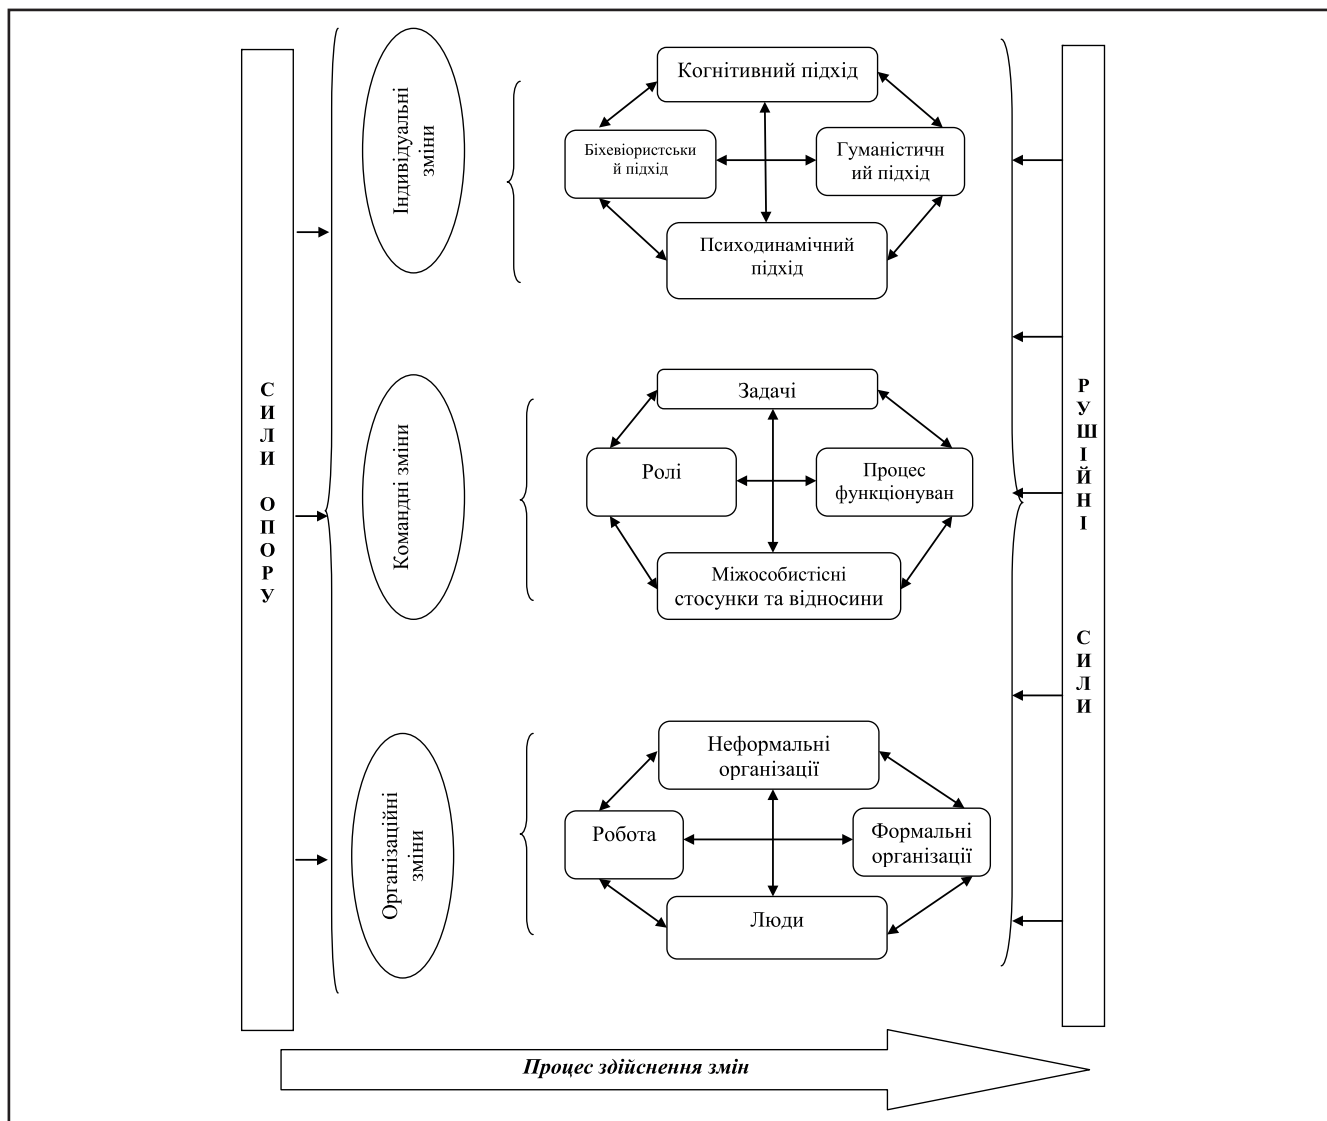 СИЛИ ОПОРУ
Індивідуальні
зміни
Когнітивний підхід
Біхевіористськи
й підхід
Гуманістичн
ий підхід
Психодинамічний
підхід
Командні зміни
Задачі
Ролі
Процес
функціонуван
Міжособистісні
стосунки та відносини
Організаційні
зміни
Неформальні
організації
Робота
Формальні
організації
Люди
РУШІЙНІ СИЛИ
Процес здійснення змін